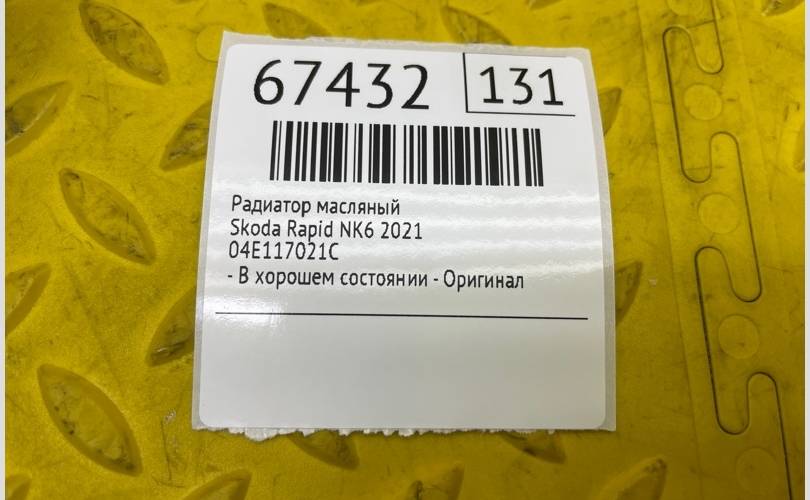 67432 131
Радиатор масляный
Skoda Rapid NK6 2021
04E117021C
- В хорошем состоянии - Оригинал